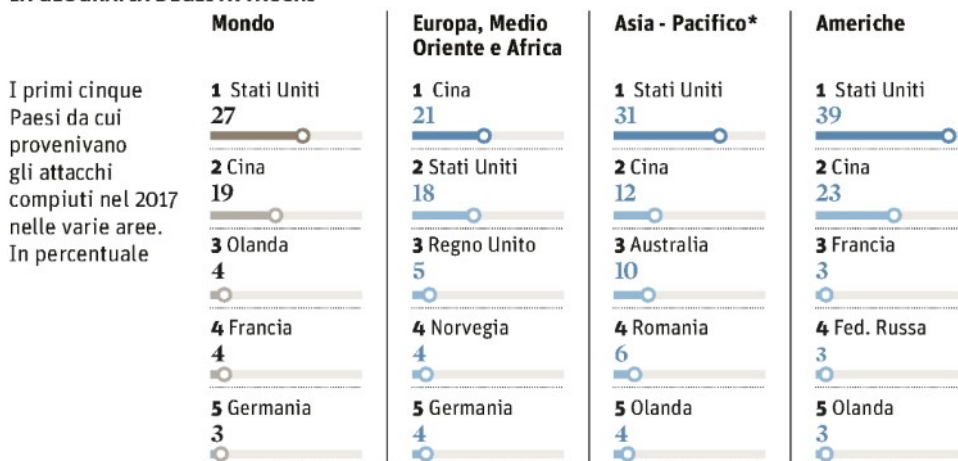 Mondo
Europa, Medio
Oriente e Africa
Asia - Pacifico*
Americhe
I primi cinque
Paesi da cui
provenivano
gli attacchi
compiuti nel 2017
nelle varie aree.
In percentuale
1 Stati Uniti
27
2 Cina
19
3 Olanda
4
4 Francia
4
5 Germania
3
1 Cina
21
2 Stati Uniti
18
3 Regno Unito
5
4 Norvegia
4
5 Germania
4
1 Stati Uniti
31
2 Cina
12
3 Australia
10
4 Romania
6
5 Olanda
4
1 Stati Uniti
39
2 Cina
23
3 Francia
3
4 Fed. Russa
3
5 Olanda
3